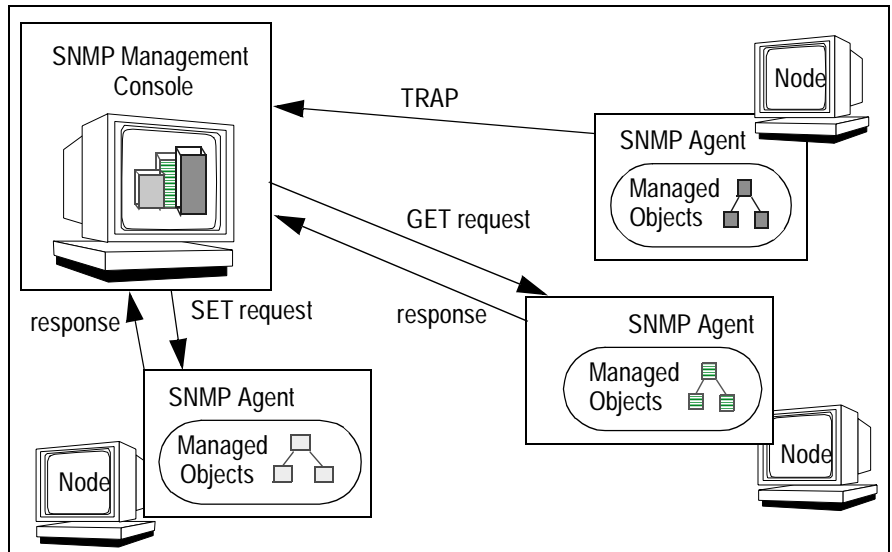 SNMP Management
Console
TRAP
Node
SNMP Agent
Managed
Objects
GET request
response
SNMP Agent
Managed
Objects
Node
response
SET request
SNMP Agent
Managed
Objects
Node